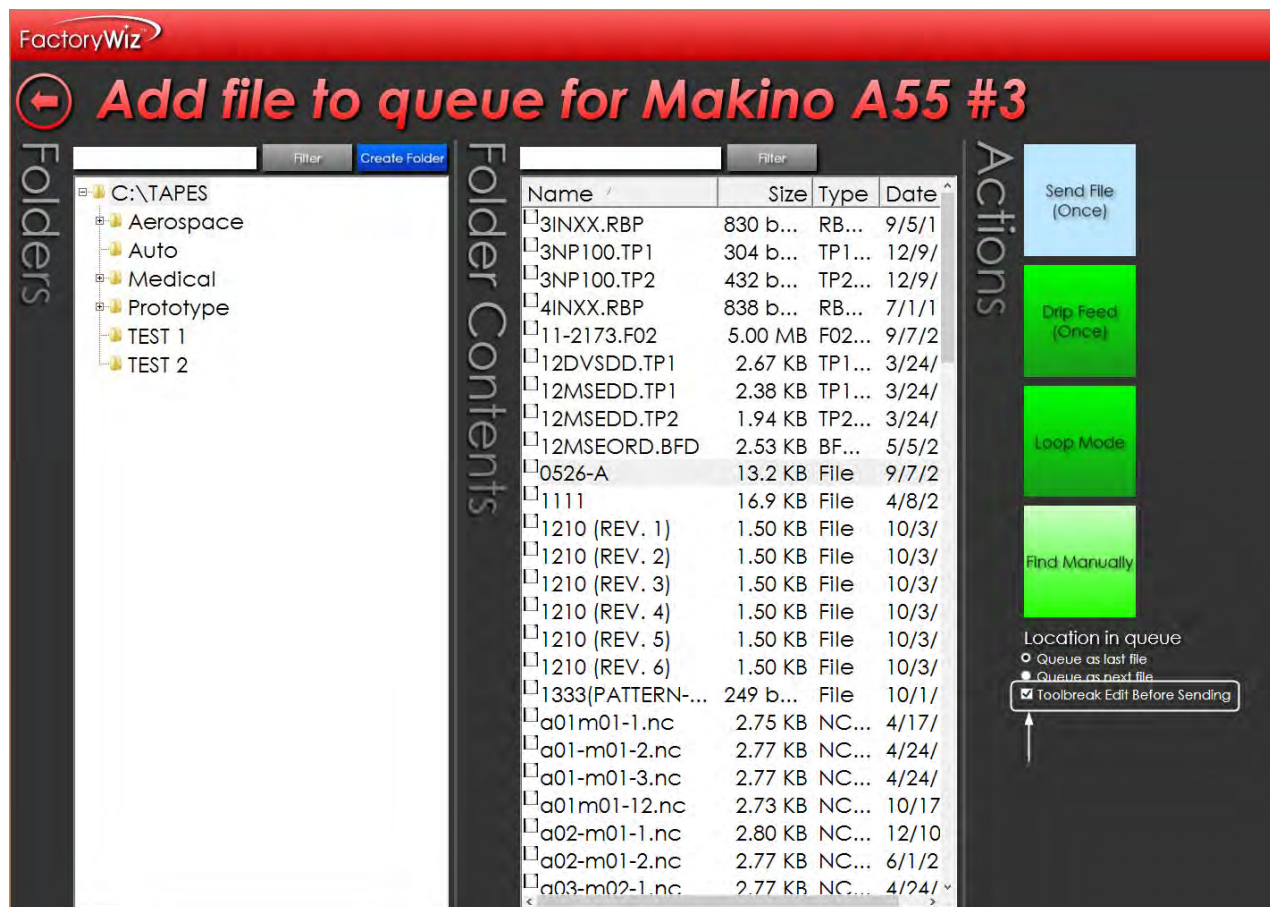 FactoryWiz
Add file to queue for Makino A55 #3
Folders
Filter
Create Folder
C:\TAPES
Aerospace
Auto
Medical
Prototype
TEST 1
TEST 2
Folder Contents
Filter
Name Size Type Date
3INXX.RBP 830 b... RB... 9/5/1
3NP100.TP1 304 b... TP1... 12/9/
3NP100.TP2 432 b... TP2... 12/9/
4INXX.RBP 838 b... RB... 7/1/1
11-2173.F02 5.00 MB F02... 9/7/2
12DVSDD.TP1 2.67 KB TP1... 3/24/
12MSEDD.TP1 2.38 KB TP1... 3/24/
12MSEDD.TP2 1.94 KB TP2... 3/24/
12MSEORD.BFD 2.53 KB BF... 5/5/2
0526-A 13.2 KB File 9/7/2
1111 16.9 KB File 4/8/2
1210 (REV. 1) 1.50 KB File 10/3/
1210 (REV. 2) 1.50 KB File 10/3/
1210 (REV. 3) 1.50 KB File 10/3/
1210 (REV. 4) 1.50 KB File 10/3/
1210 (REV. 5) 1.50 KB File 10/3/
1210 (REV. 6) 1.50 KB File 10/3/
1333(PATTERN-... 249 b... File 10/1/
a01m01-1.nc 2.75 KB NC... 4/17/
a01-m01-2.nc 2.77 KB NC... 4/24/
a01-m01-3.nc 2.77 KB NC... 4/24/
a01m01-12.nc 2.73 KB NC... 10/17
a02-m01-1.nc 2.80 KB NC... 12/10
a02-m01-2.nc 2.77 KB NC... 6/1/2
a03-m02-1.nc 2.77 KB NC... 4/24/
Actions
Send File
(Once)
Drip Feed
(Once)
Loop Mode
Find Manually
Location in queue
Queue as last file
Queue as next file
Toolbreak Edit Before Sending